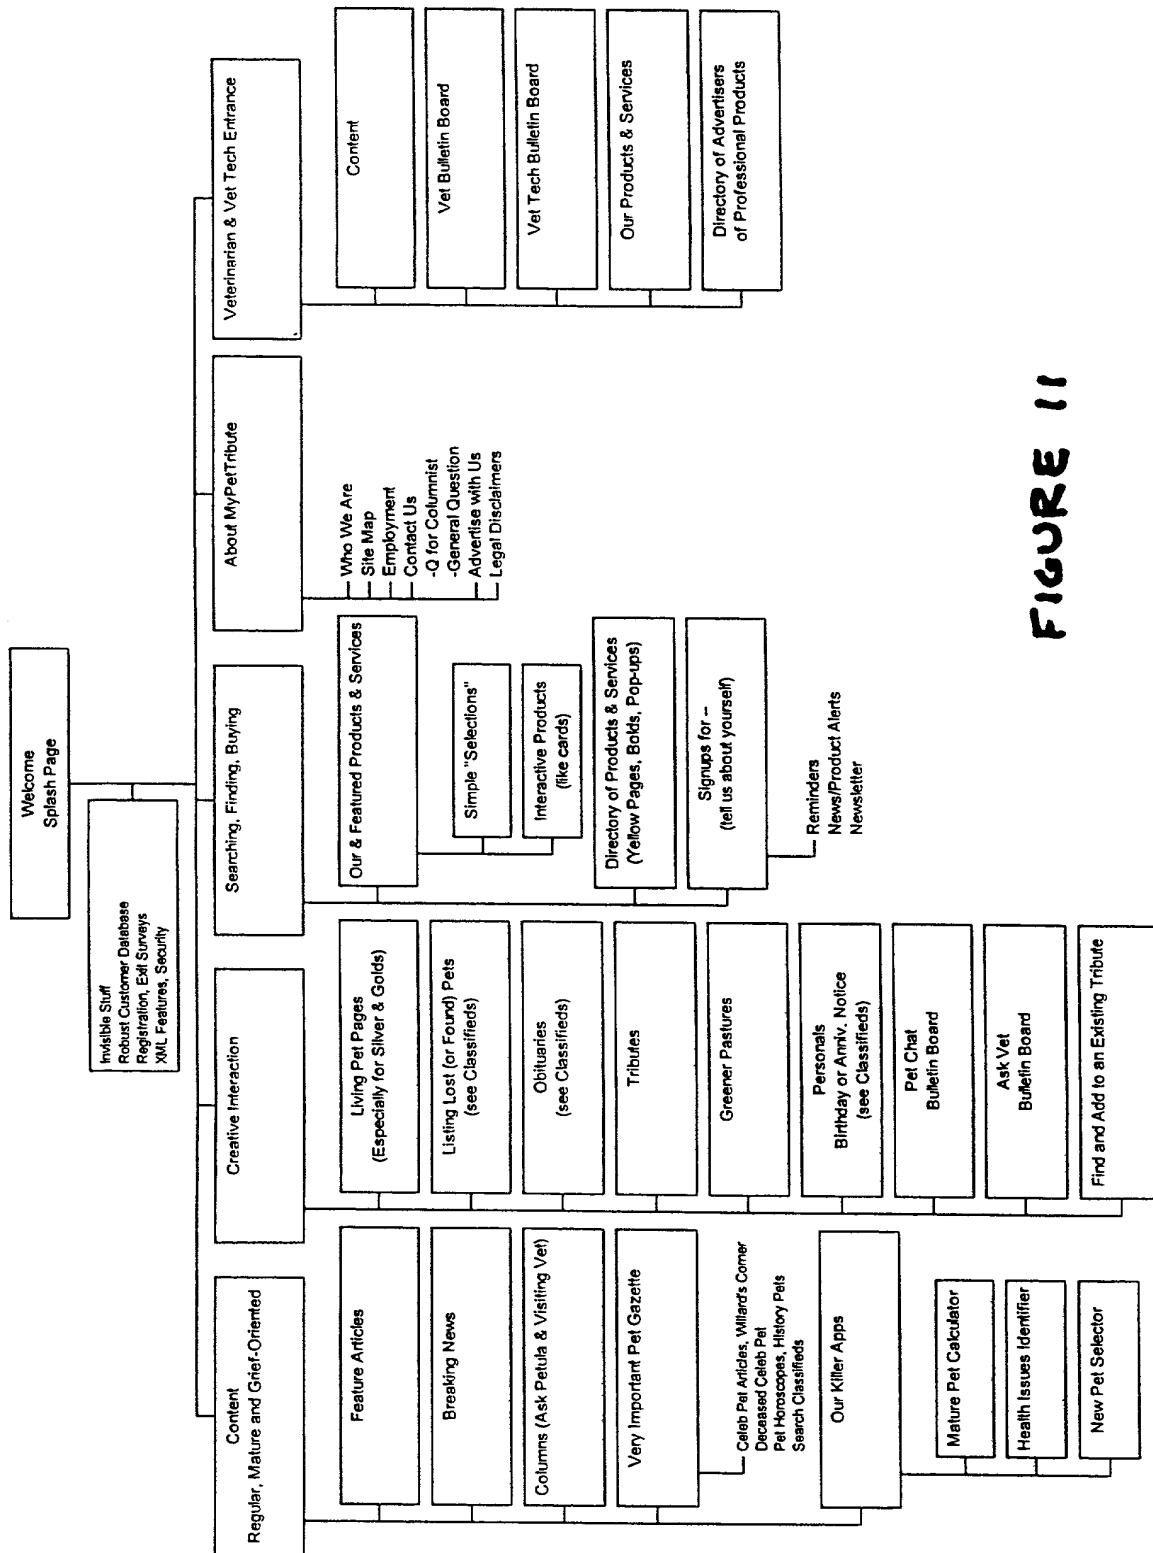 Welcome
Splash Page
Invisible Stuff
Robust Customer Database
Registration, Exit Surveys
XML Features, Security
Content
Regular, Mature and Grief-Oriented
Feature Articles
Breaking News
Columns (Ask Petula & Visiting Vet)
Very Important Pet Gazette
Celeb Pet Articles, Willard's Corner
Deceased Celeb Pet
Pet Horoscopes, History Pets
Search Classifieds
Our Killer Apps
Mature Pet Calculator
Health Issues Identifier
New Pet Selector
Creative Interaction
Living Pet Pages
(Especially for Silver & Golds)
Listing Lost (or Found) Pets
(see Classifieds)
Obituaries
(see Classifieds)
Tributes
Greener Pastures
Personals
Birthday or Anniv. Notice
(see Classifieds)
Pet Chat
Bulletin Board
Ask Vet
Bulletin Board
Find and Add to an Existing Tribute
Searching, Finding, Buying
Our & Featured Products & Services
Simple "Selections"
Interactive Products
(like cards)
Directory of Products & Services
(Yellow Pages, Bolds, Pop-ups)
Signups for --
(tell us about yourself)
Reminders
News/Product Alerts
Newsletter
About MyPetTribute
Who We Are
Site Map
Employment
Contact Us
-Q for Columnist
-General Question
Advertise with Us
Legal Disclaimers
Veterinarian & Vet Tech Entrance
Content
Vet Bulletin Board
Vet Tech Bulletin Board
Our Products & Services
Directory of Advertisers
of Professional Products
FIGURE 11